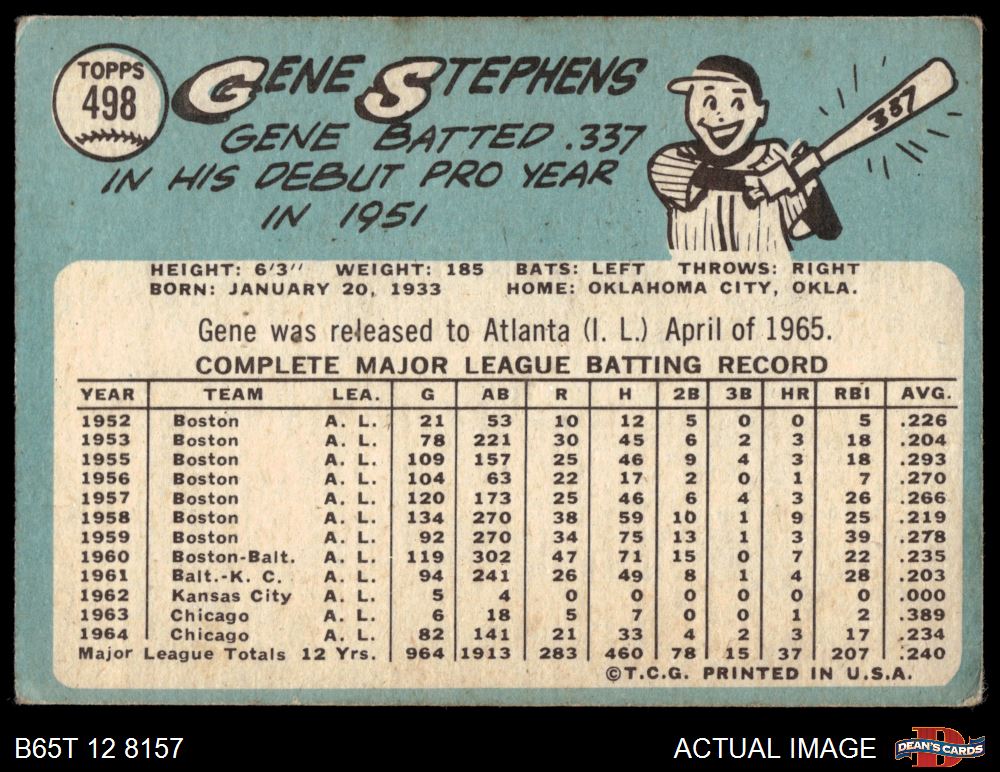 TOPPS
498
GENE STEPHENS
GENE BATTED .337
IN HIS DEBUT PRO YEAR
IN 1951
337
HEIGHT: 6'3" WEIGHT: 185 BATS: LEFT THROWS: RIGHT
BORN: JANUARY 20, 1933 HOME: OKLAHOMA CITY, OKLA.
Gene was released to Atlanta (I. L.) April of 1965.
COMPLETE MAJOR LEAGUE BATTING RECORD
YEAR TEAM LEA. G AB R H 2B 3B HR RBI AVG.
1952 Boston A. L. 21 53 10 12 5 0 0 5 .226
1953 Boston A. L. 78 221 30 45 6 2 3 18 .204
1955 Boston A. L. 109 157 25 46 9 4 3 18 .293
1956 Boston A. L. 104 63 22 17 2 0 1 7 .270
1957 Boston A. L. 120 173 25 46 6 4 3 26 .266
1958 Boston A. L. 134 270 38 59 10 1 9 25 .219
1959 Boston A. L. 92 270 34 75 13 1 3 39 .278
1960 Boston-Balt. A. L. 119 302 47 71 15 0 7 22 .235
1961 Balt.-K. C. A. L. 94 241 26 49 8 1 4 28 .203
1962 Kansas City A. L. 5 4 0 0 0 0 0 0 .000
1963 Chicago A. L. 6 18 5 7 0 0 1 2 .389
1964 Chicago A. L. 82 141 21 33 4 2 3 17 .234
Major League Totals 12 Yrs. 964 1913 283 460 78 15 37 207 .240
©T.C.G. PRINTED IN U.S.A.
B65T 12 8157
ACTUAL IMAGE
D
DEAN'S CARDS